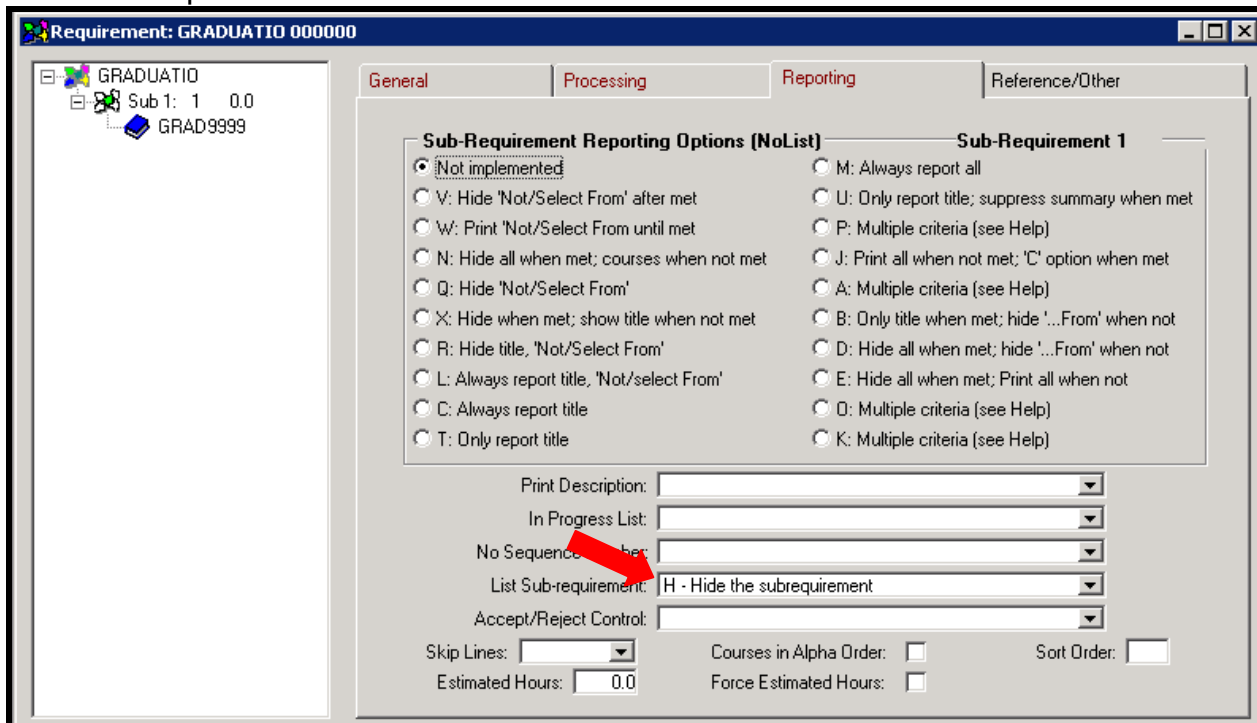 Requirement: GRADUATIO 000000
GRADUATIO
Sub 1: 1 0.0
GRAD9999
General Processing Reporting Reference/Other
Sub-Requirement Reporting Options (NoList) Sub-Requirement 1
Not implemented M: Always report all
V: Hide 'Not/Select From' after met U: Only report title; suppress summary when met
W: Print 'Not/Select From until met P: Multiple criteria (see Help)
N: Hide all when met; courses when not met J: Print all when not met; 'C' option when met
Q: Hide 'Not/Select From' A: Multiple criteria (see Help)
X: Hide when met; show title when not met B: Only title when met; hide '...From' when not
R: Hide title, 'Not/Select From' D: Hide all when met; hide '...From' when not
L: Always report title, 'Not/select From' E: Hide all when met; Print all when not
C: Always report title O: Multiple criteria (see Help)
T: Only report title K: Multiple criteria (see Help)
Print Description:
In Progress List:
No Sequence
List Sub-requirement: H - Hide the subrequirement
Accept/Reject Control:
Skip Lines: Courses in Alpha Order: Sort Order:
Estimated Hours: 0.0 Force Estimated Hours: